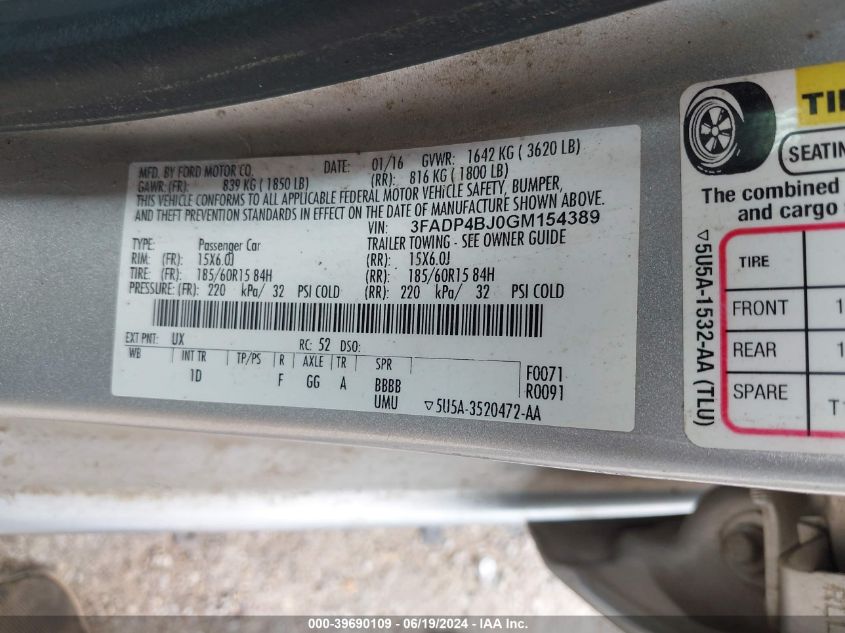 MFD. BY FORD MOTOR CO. DATE: 01/16 GVWR: 1642 KG ( 3620 LB)
GAWR: (FR): 839 KG ( 1850 LB) (RR): 816 KG ( 1800 LB)
THIS VEHICLE CONFORMS TO ALL APPLICABLE FEDERAL MOTOR VEHICLE SAFETY, BUMPER,
AND THEFT PREVENTION STANDARDS IN EFFECT ON THE DATE OF MANUFACTURE SHOWN ABOVE.
VIN: 3FADP4BJ0GM154389
TYPE: Passenger Car TRAILER TOWING - SEE OWNER GUIDE
RIM: (FR): 15X6.0J (RR): 15X6.0J
TIRE: (FR): 185/60R15 84H (RR): 185/60R15 84H
PRESSURE: (FR): 220 kPa/ 32 PSI COLD (RR): 220 kPa/ 32 PSI COLD
EXT PNT: UX RC: 52 DSO:
WB INT TR TP/PS R AXLE TR SPR F0071
1D F GG A BBBB R0091
UMU ▽5U5A-3520472-AA
▽5U5A-1532-AA (TLU)
TI
SEATIN
The combined
and cargo
TIRE
FRONT 1
REAR 1
SPARE T
000-39690109 - 06/19/2024 - IAA Inc.